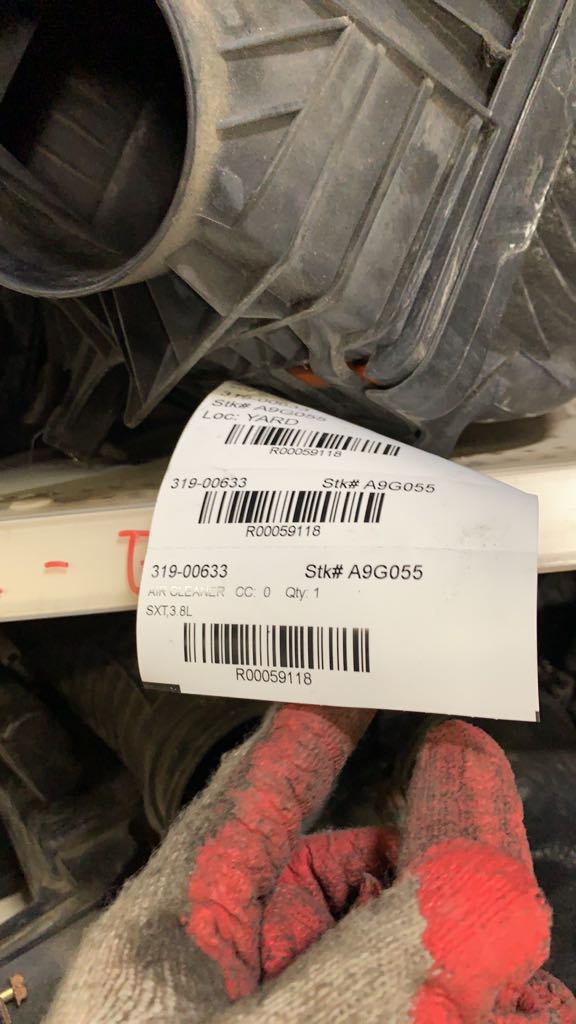 Stk# A9G055
Loc: YARD
R00059118
319-00633 Stk# A9G055
R00059118
319-00633 Stk# A9G055
AIR CLEANER CC: 0 Qty: 1
SXT,3.8L
R00059118